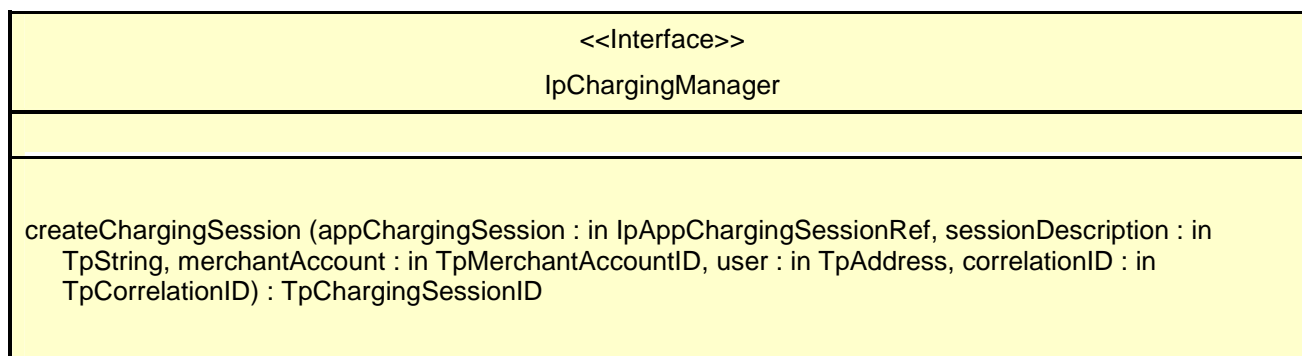 <<Interface>>
IpChargingManager
createChargingSession (appChargingSession : in IpAppChargingSessionRef, sessionDescription : in
TpString, merchantAccount : in TpMerchantAccountID, user : in TpAddress, correlationID : in
TpCorrelationID) : TpChargingSessionID